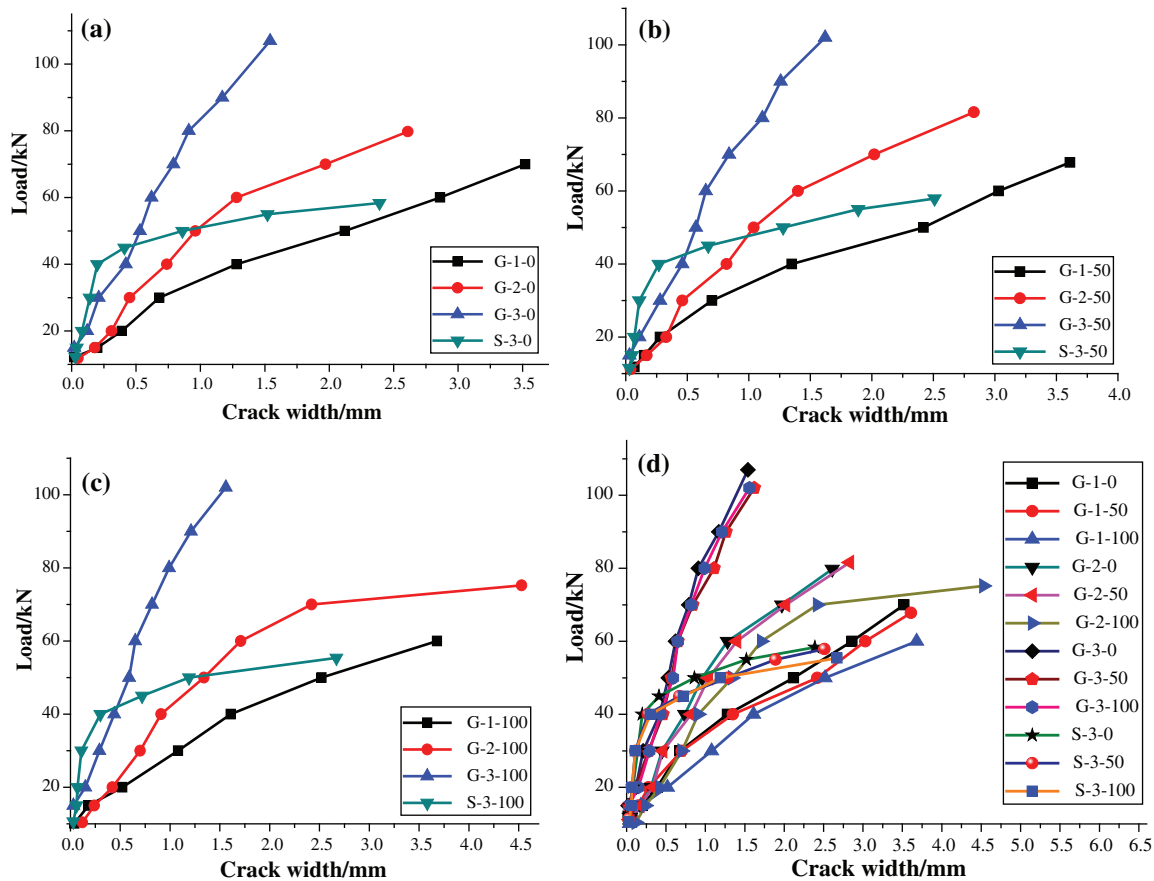 (a)
Load/kN
100
80
60
40
20
0.0 0.5 1.0 1.5 2.0 2.5 3.0 3.5
Crack width/mm
G-1-0
G-2-0
G-3-0
S-3-0
(b)
Load/kN
100
80
60
40
20
0.0 0.5 1.0 1.5 2.0 2.5 3.0 3.5 4.0
Crack width/mm
G-1-50
G-2-50
G-3-50
S-3-50
(c)
Load/kN
100
80
60
40
20
0.0 0.5 1.0 1.5 2.0 2.5 3.0 3.5 4.0 4.5
Crack width/mm
G-1-100
G-2-100
G-3-100
S-3-100
(d)
Load/kN
100
80
60
40
20
0.0 0.5 1.0 1.5 2.0 2.5 3.0 3.5 4.0 4.5 5.0 5.5 6.0 6.5
Crack width/mm
G-1-0
G-1-50
G-1-100
G-2-0
G-2-50
G-2-100
G-3-0
G-3-50
G-3-100
S-3-0
S-3-50
S-3-100